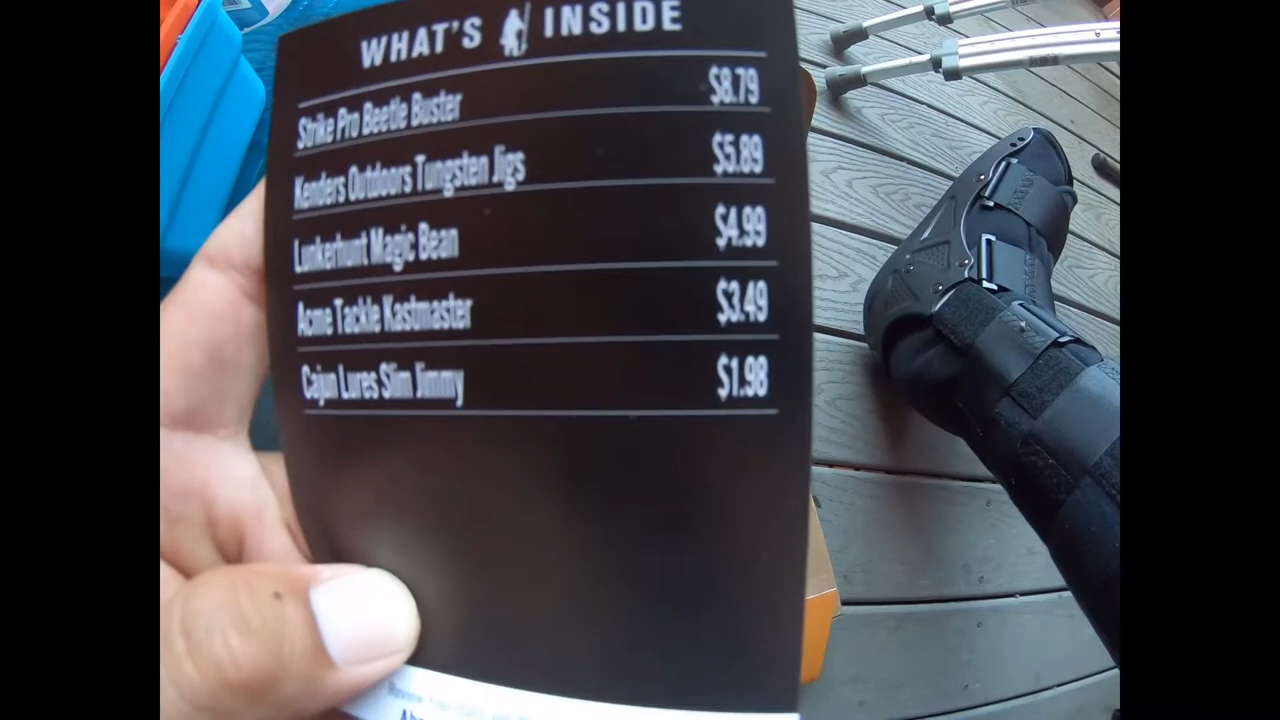 WHAT'S INSIDE
Strike Pro Beetle Buster $8.79
Kenders Outdoors Tungsten Jigs $5.89
Lunkerhunt Magic Bean $4.99
Acme Tackle Kastmaster $3.49
Cajun Lures Slim Jimmy $1.98